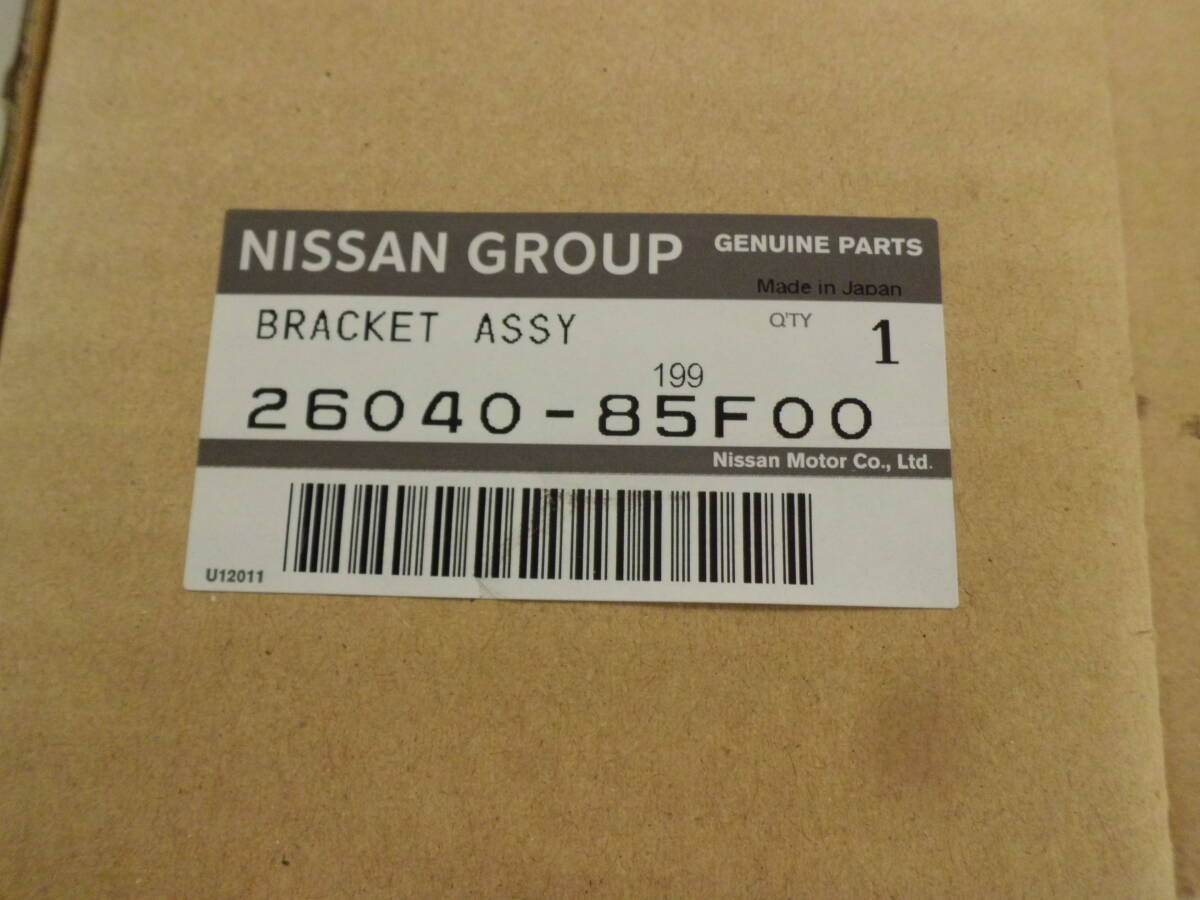 NISSAN GROUP GENUINE PARTS
Made in Japan
BRACKET ASSY Q'TY 1
199
26040-85F00
Nissan Motor Co., Ltd.
U12011